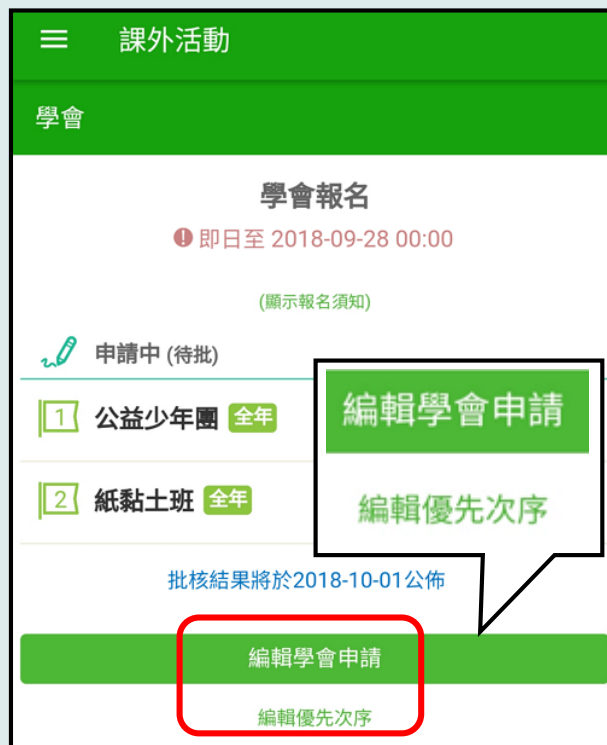 課外活動
學會
學會報名
即日至 2018-09-28 00:00
(顯示報名須知)
申請中 (待批)
1 公益少年團 全年
2 紙黏土班 全年
編輯學會申請
編輯優先次序
批核結果將於2018-10-01公佈
編輯學會申請
編輯優先次序